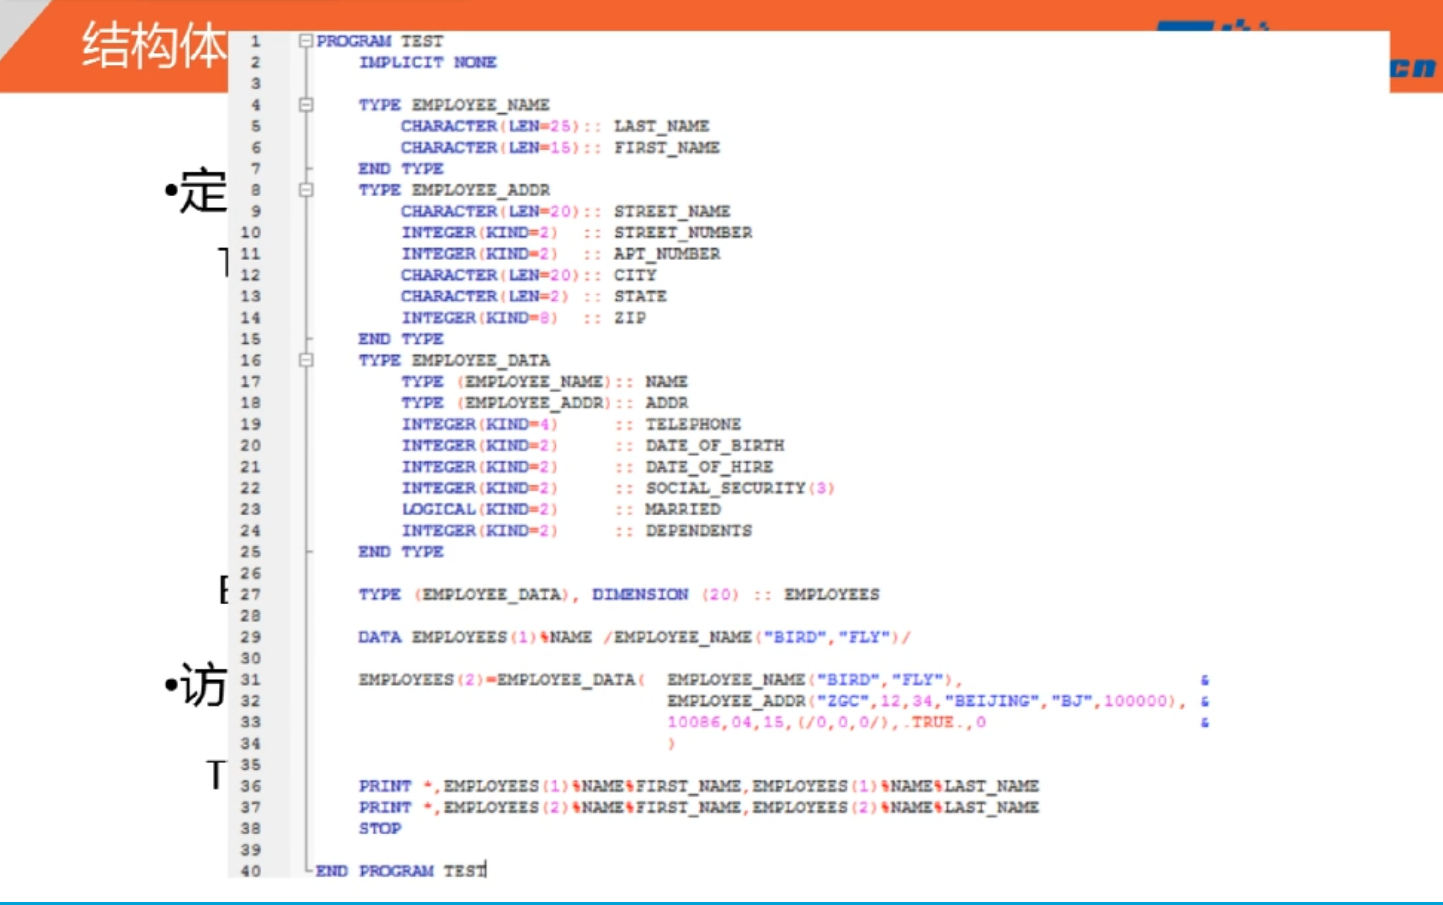 结构体
cn
•定
T
E
•访
T
1 PROGRAM TEST
2 IMPLICIT NONE
3
4 TYPE EMPLOYEE_NAME
5 CHARACTER(LEN=25):: LAST_NAME
6 CHARACTER(LEN=15):: FIRST_NAME
7 END TYPE
8 TYPE EMPLOYEE_ADDR
9 CHARACTER(LEN=20):: STREET_NAME
10 INTEGER(KIND=2) :: STREET_NUMBER
11 INTEGER(KIND=2) :: APT_NUMBER
12 CHARACTER(LEN=20):: CITY
13 CHARACTER(LEN=2) :: STATE
14 INTEGER(KIND=8) :: ZIP
15 END TYPE
16 TYPE EMPLOYEE_DATA
17 TYPE (EMPLOYEE_NAME):: NAME
18 TYPE (EMPLOYEE_ADDR):: ADDR
19 INTEGER(KIND=4) :: TELEPHONE
20 INTEGER(KIND=2) :: DATE_OF_BIRTH
21 INTEGER(KIND=2) :: DATE_OF_HIRE
22 INTEGER(KIND=2) :: SOCIAL_SECURITY(3)
23 LOGICAL(KIND=2) :: MARRIED
24 INTEGER(KIND=2) :: DEPENDENTS
25 END TYPE
26
27 TYPE (EMPLOYEE_DATA), DIMENSION (20) :: EMPLOYEES
28
29 DATA EMPLOYEES(1)%NAME /EMPLOYEE_NAME("BIRD","FLY")/
30
31 EMPLOYEES(2)=EMPLOYEE_DATA( EMPLOYEE_NAME("BIRD","FLY"), &
32 EMPLOYEE_ADDR("ZGC",12,34,"BEIJING","BJ",100000), &
33 10086,04,15,(/0,0,0/),.TRUE.,0 &
34 )
35
36 PRINT *,EMPLOYEES(1)%NAME%FIRST_NAME,EMPLOYEES(1)%NAME%LAST_NAME
37 PRINT *,EMPLOYEES(2)%NAME%FIRST_NAME,EMPLOYEES(2)%NAME%LAST_NAME
38 STOP
39
40 END PROGRAM TEST